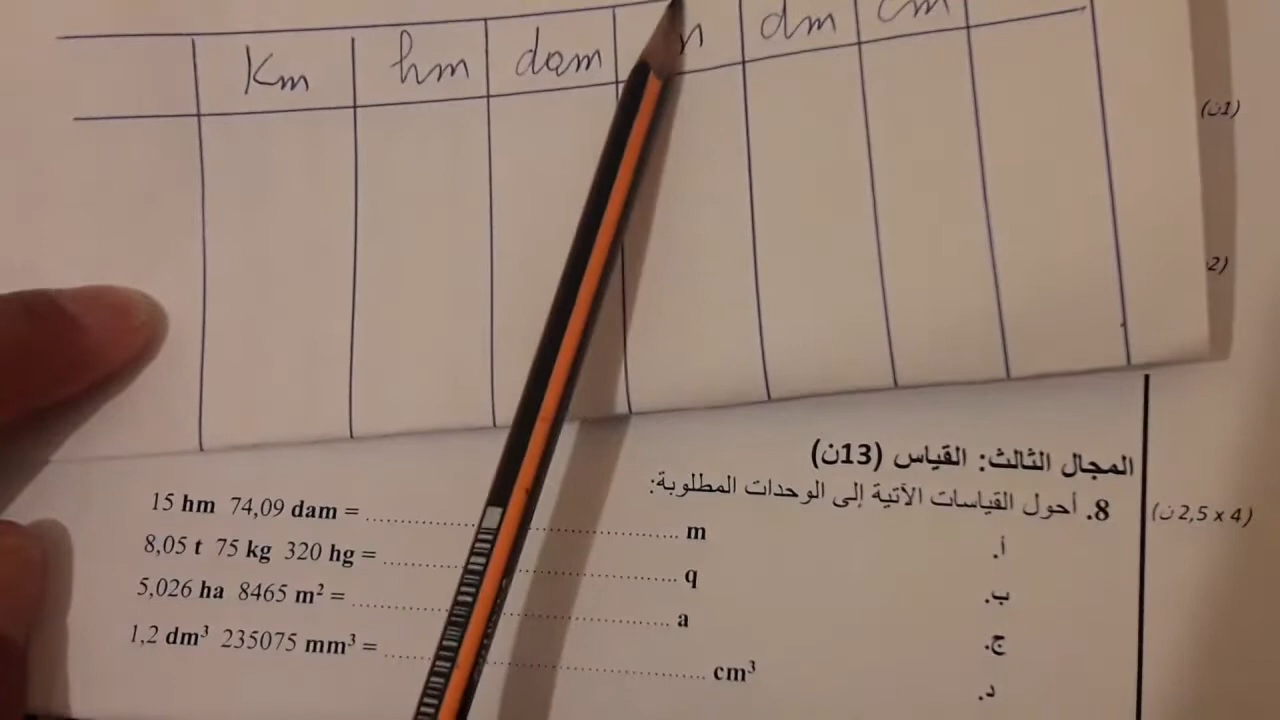 Km hm dam m dm cm
(1ن)
2)
المجال الثالث: القياس (13ن)
8. أحول القياسات الآتية إلى الوحدات المطلوبة:
(4 x 2,5 ن)
أ. 15 hm 74,09 dam = ........................ m
ب. 8,05 t 75 kg 320 hg = ........................ q
ج. 5,026 ha 8465 m² = ........................ a
د. 1,2 dm³ 235075 mm³ = ........................ cm³